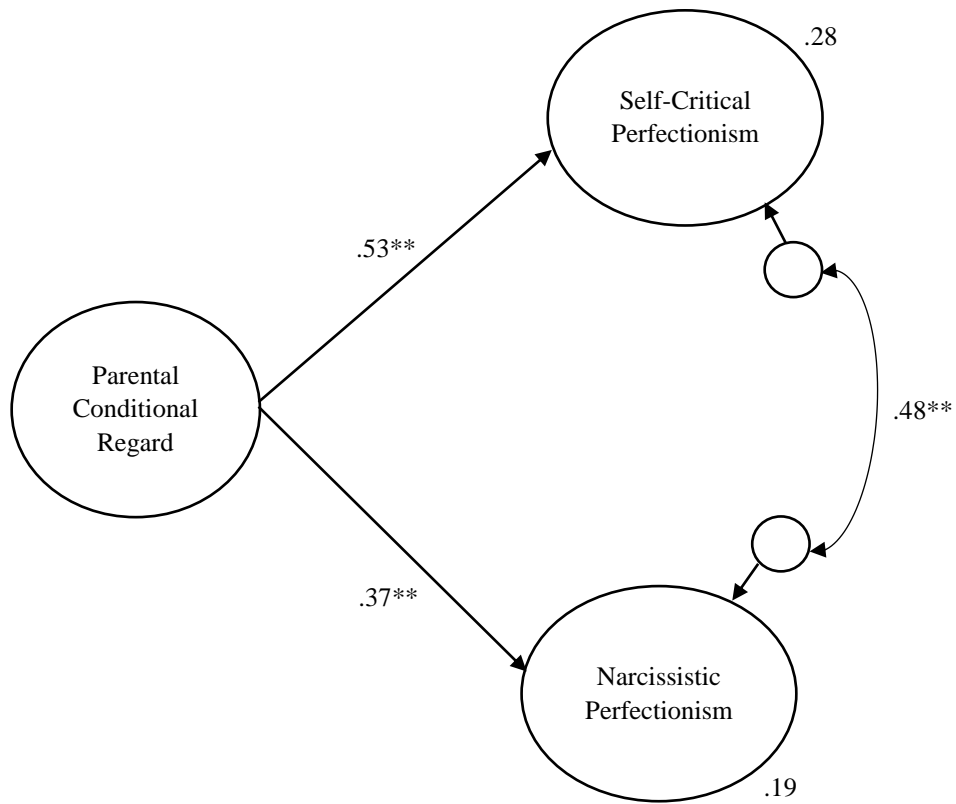 .28
Self-Critical
Perfectionism
.53**
Parental
Conditional
Regard
.48**
.37**
Narcissistic
Perfectionism
.19